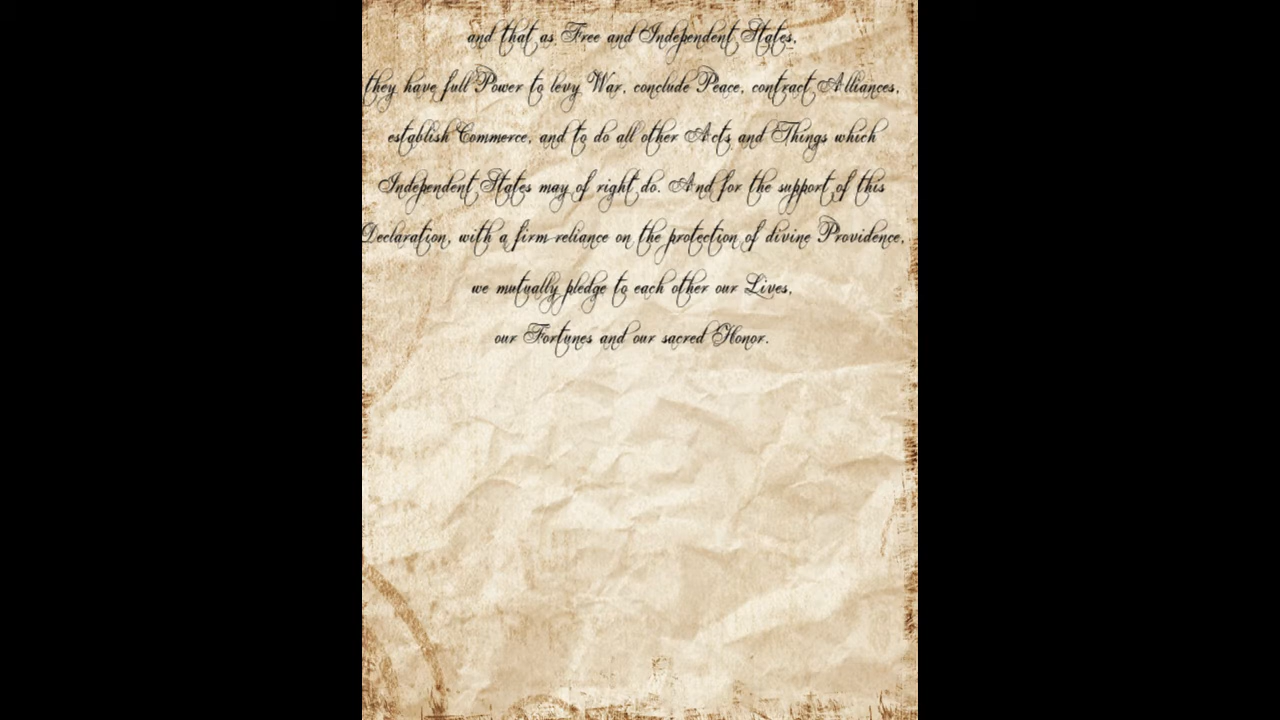 and that as Free and Independent States,
they have full Power to levy War, conclude Peace, contract Alliances,
establish Commerce, and to do all other Acts and Things which
Independent States may of right do. And for the support of this
Declaration, with a firm reliance on the protection of divine Providence,
we mutually pledge to each other our Lives,
our Fortunes and our sacred Honor.